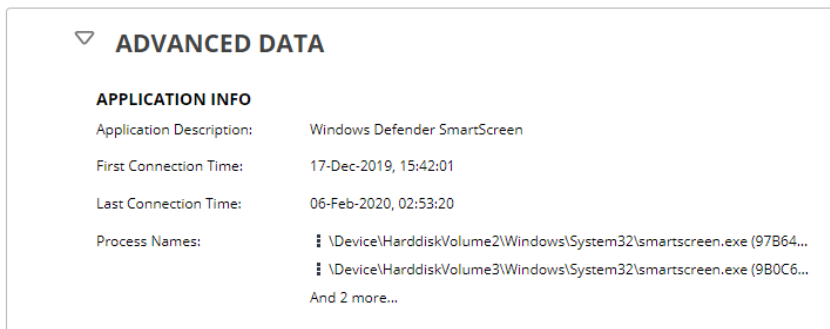 ADVANCED DATA
APPLICATION INFO
Application Description: Windows Defender SmartScreen
First Connection Time: 17-Dec-2019, 15:42:01
Last Connection Time: 06-Feb-2020, 02:53:20
Process Names: \Device\HarddiskVolume2\Windows\System32\smartscreen.exe (97B64...
\Device\HarddiskVolume3\Windows\System32\smartscreen.exe (9B0C6...
And 2 more...